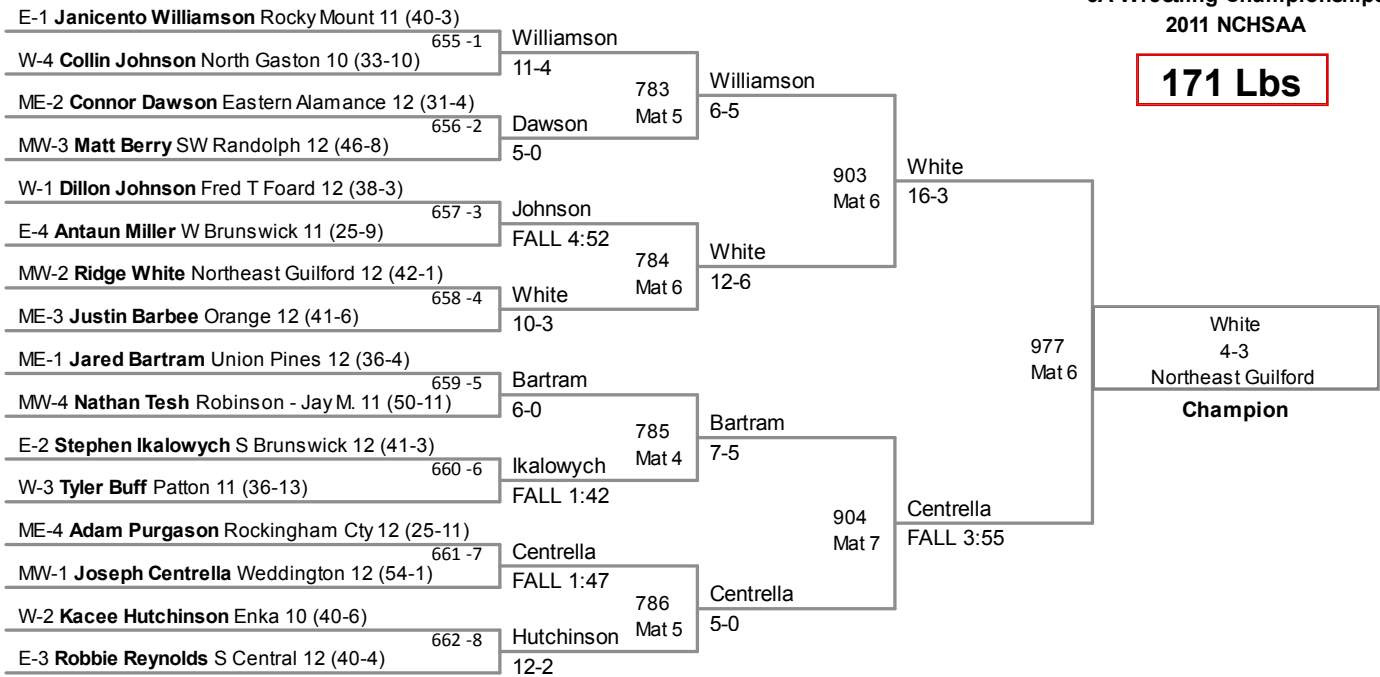 3A Wrestling Championships
2011 NCHSAA
171 Lbs
E-1 Janicento Williamson Rocky Mount 11 (40-3)
655 -1
W-4 Collin Johnson North Gaston 10 (33-10)
Williamson
11-4
ME-2 Connor Dawson Eastern Alamance 12 (31-4)
656 -2
MW-3 Matt Berry SW Randolph 12 (46-8)
Dawson
5-0
783
Mat 5
Williamson
6-5
W-1 Dillon Johnson Fred T Foard 12 (38-3)
657 -3
E-4 Antaun Miller W Brunswick 11 (25-9)
Johnson
FALL 4:52
MW-2 Ridge White Northeast Guilford 12 (42-1)
658 -4
ME-3 Justin Barbee Orange 12 (41-6)
White
10-3
784
Mat 6
White
12-6
903
Mat 6
White
16-3
ME-1 Jared Bartram Union Pines 12 (36-4)
659 -5
MW-4 Nathan Tesh Robinson - Jay M. 11 (50-11)
Bartram
6-0
E-2 Stephen Ikalowych S Brunswick 12 (41-3)
660 -6
W-3 Tyler Buff Patton 11 (36-13)
Ikalowych
FALL 1:42
785
Mat 4
Bartram
7-5
ME-4 Adam Purgason Rockingham Cty 12 (25-11)
661 -7
MW-1 Joseph Centrella Weddington 12 (54-1)
Centrella
FALL 1:47
W-2 Kacee Hutchinson Enka 10 (40-6)
662 -8
E-3 Robbie Reynolds S Central 12 (40-4)
Hutchinson
12-2
786
Mat 5
Centrella
5-0
904
Mat 7
Centrella
FALL 3:55
977
Mat 6
White
4-3
Northeast Guilford
Champion